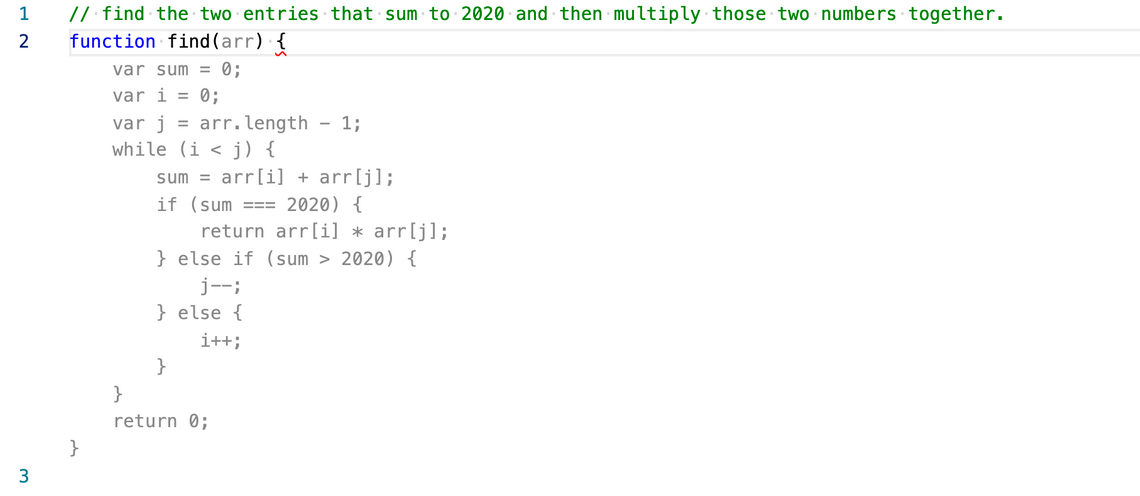 1 // find the two entries that sum to 2020 and then multiply those two numbers together.
2 function find(arr) {
    var sum = 0;
    var i = 0;
    var j = arr.length - 1;
    while (i < j) {
        sum = arr[i] + arr[j];
        if (sum === 2020) {
            return arr[i] * arr[j];
        } else if (sum > 2020) {
            j--;
        } else {
            i++;
        }
    }
    return 0;
}
3